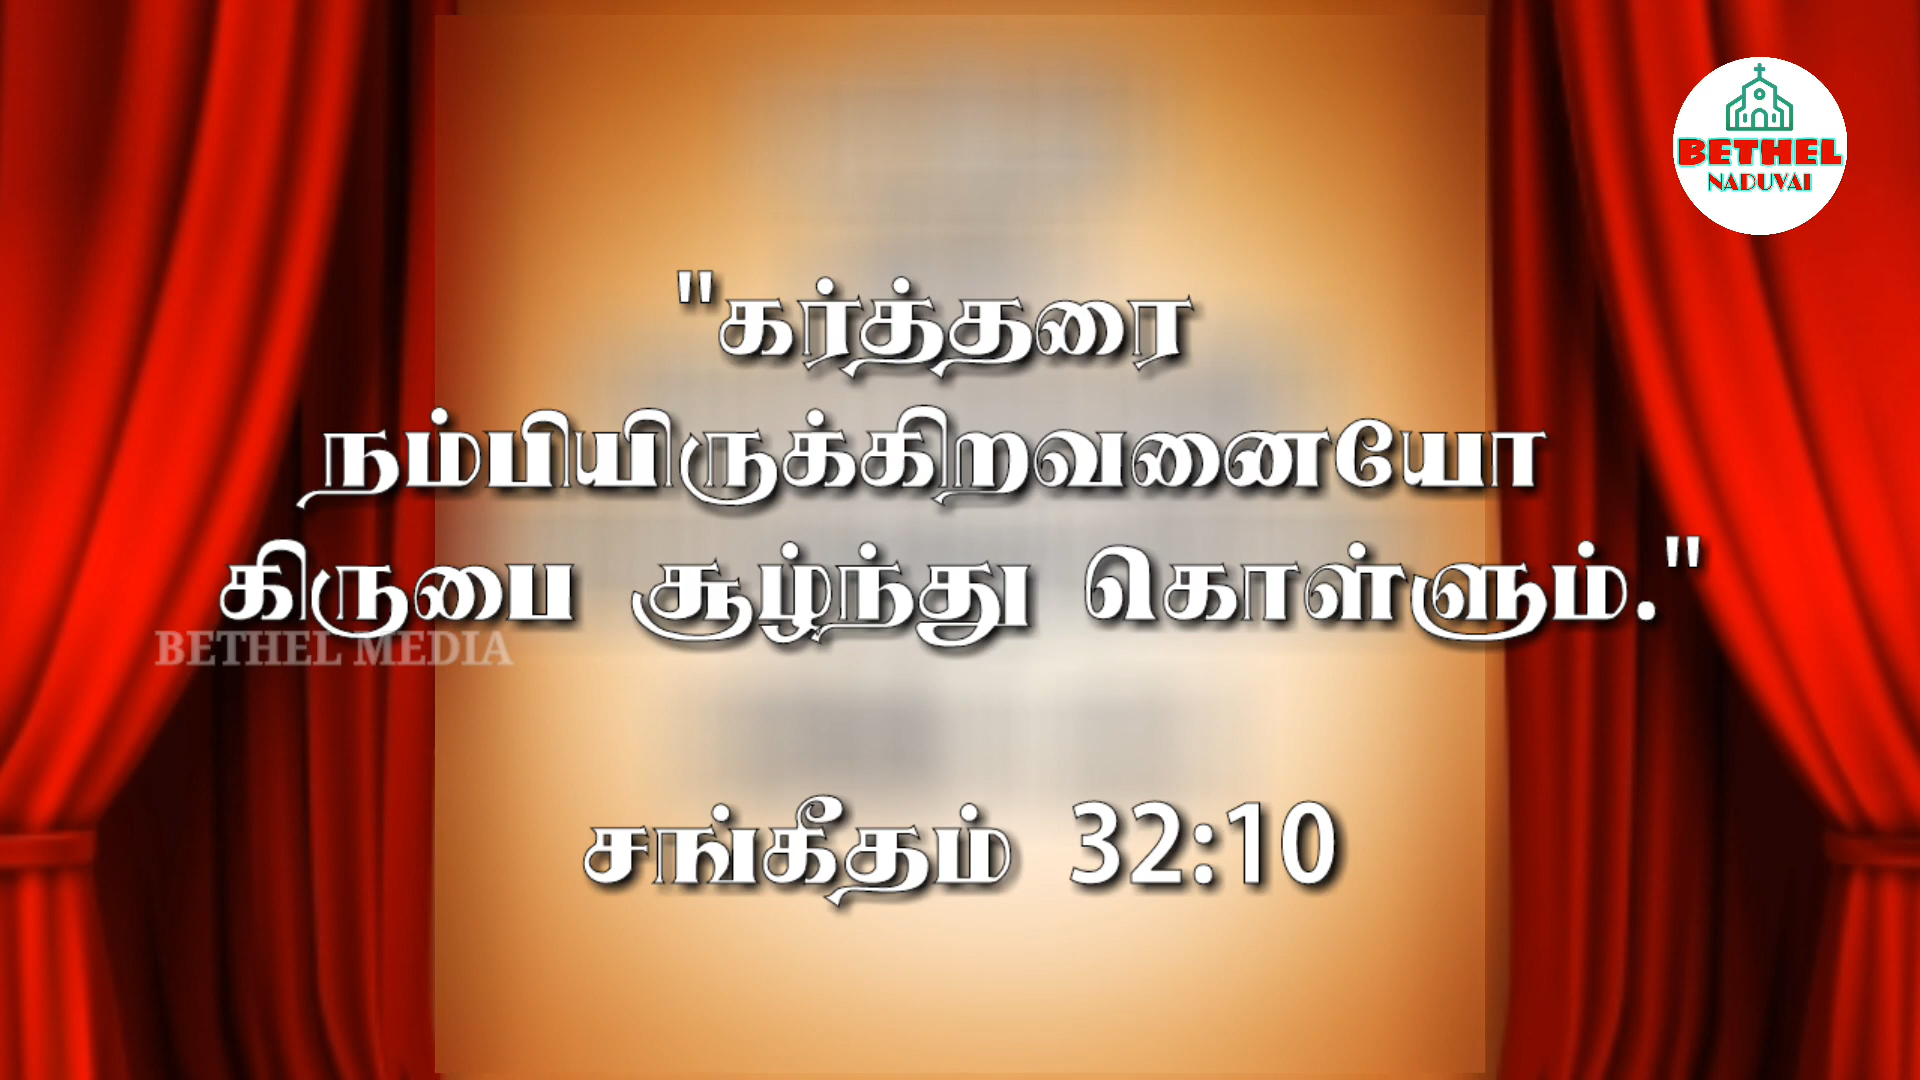 BETHEL
NADUVAI
"கர்த்தரை
நம்பியிருக்கிறவனையோ
கிருபை சூழ்ந்து கொள்ளும்."
BETHEL MEDIA
சங்கீதம் 32:10